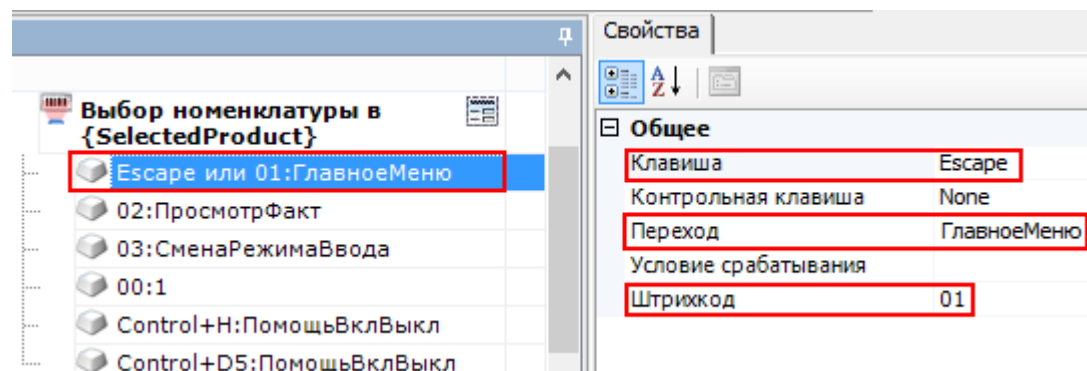 Свойства
Выбор номенклатуры в
{SelectedProduct}
Escape или 01:ГлавноеМеню
02:ПросмотрФакт
03:СменаРежимаВвода
00:1
Control+H:ПомощьВклВыкл
Control+D5:ПомощьВклВыкл
Общее
Клавиша Escape
Контрольная клавиша None
Переход ГлавноеМеню
Условие срабатывания
Штрихкод 01